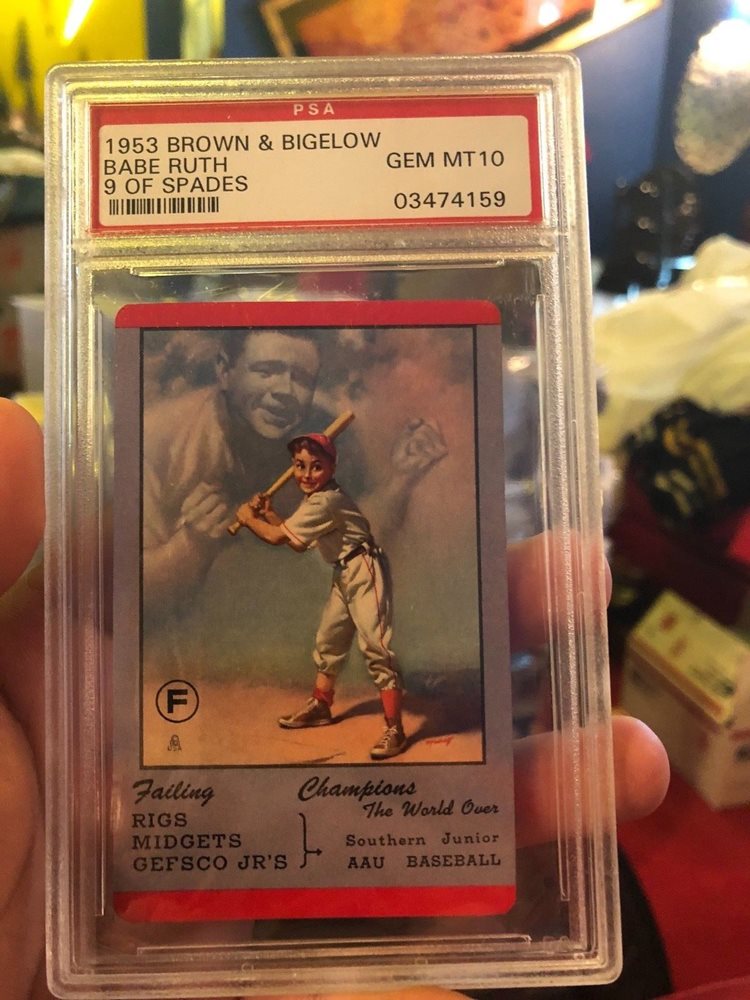 PSA
1953 BROWN & BIGELOW
BABE RUTH GEM MT10
9 OF SPADES
03474159
F
Failing Champions
The World Over
RIGS
MIDGETS Southern Junior
GEFSCO JR'S AAU BASEBALL